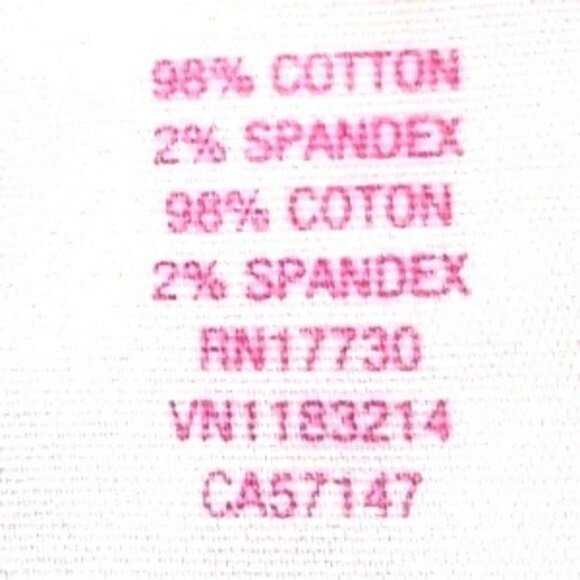 98% COTTON
2% SPANDEX
98% COTON
2% SPANDEX
RN17730
VN1183214
CA57147